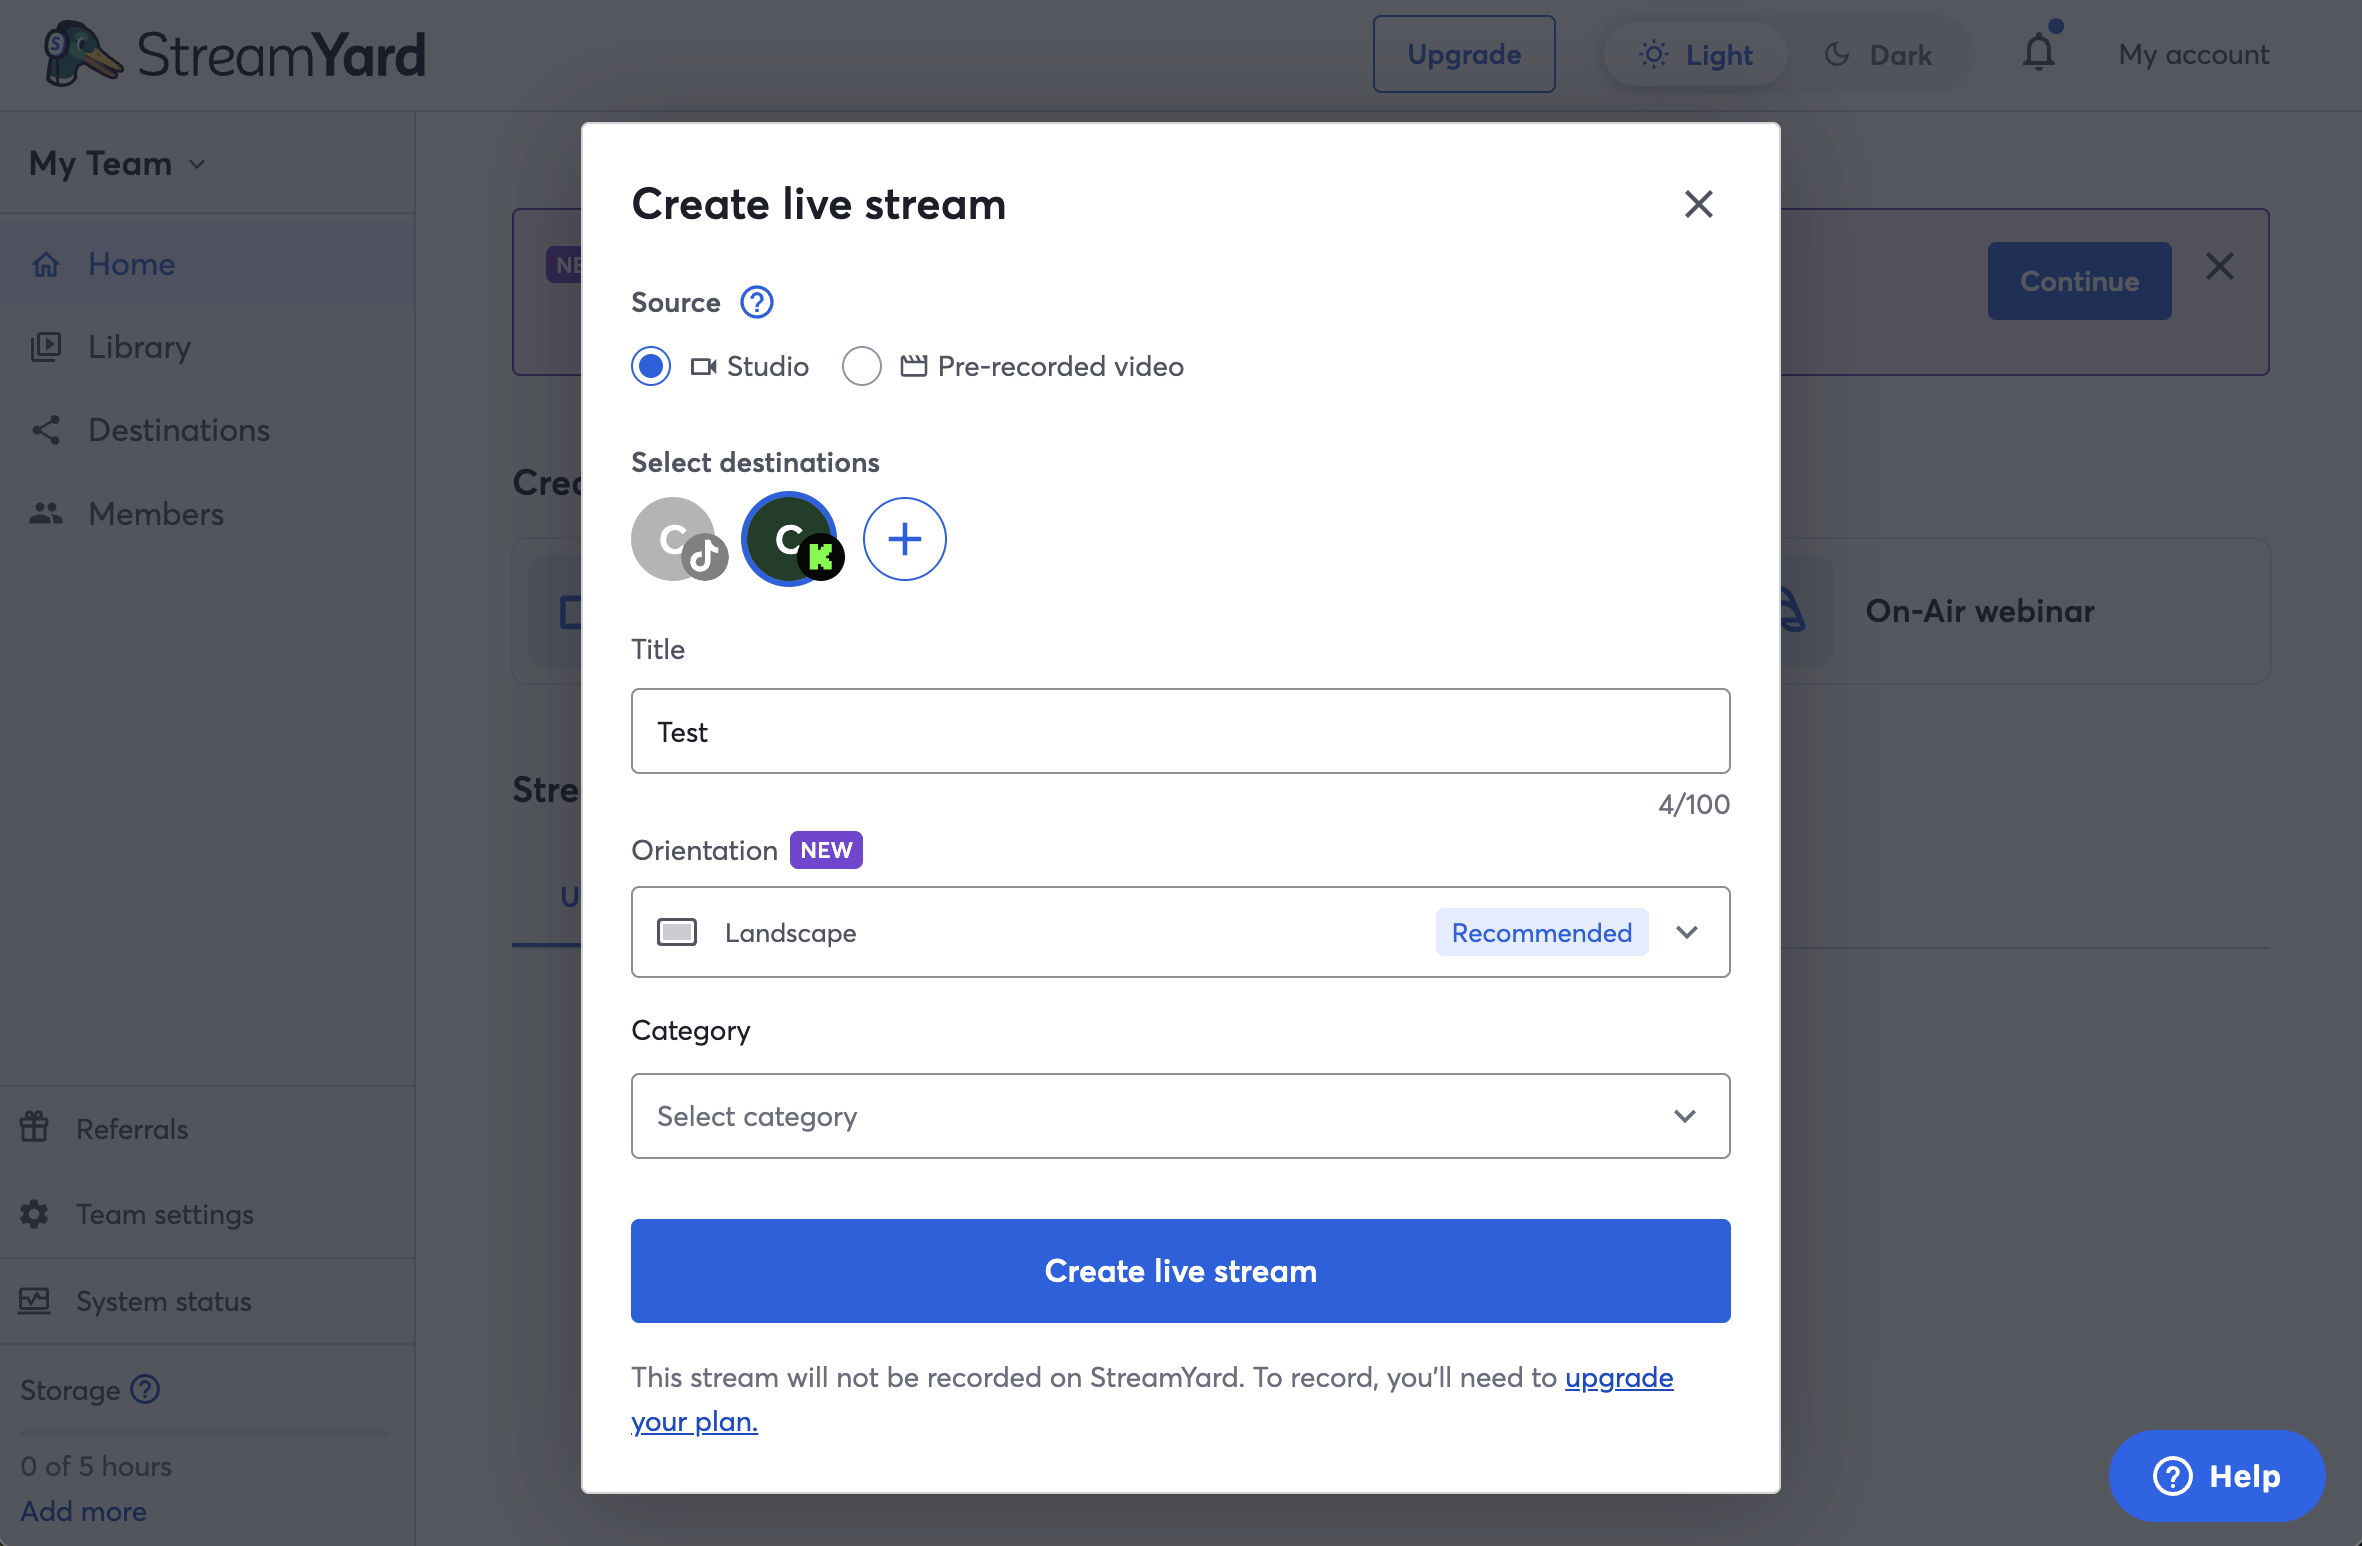 StreamYard
Upgrade
Light
Dark
My account
My Team
Home
Library
Destinations
Members
Referrals
Team settings
System status
Storage
0 of 5 hours
Add more
Continue
On-Air webinar
Create live stream
Source
Studio
Pre-recorded video
Select destinations
C
C
Title
Test
4/100
Orientation NEW
Landscape
Recommended
Category
Select category
Create live stream
This stream will not be recorded on StreamYard. To record, you'll need to upgrade
your plan.
Help